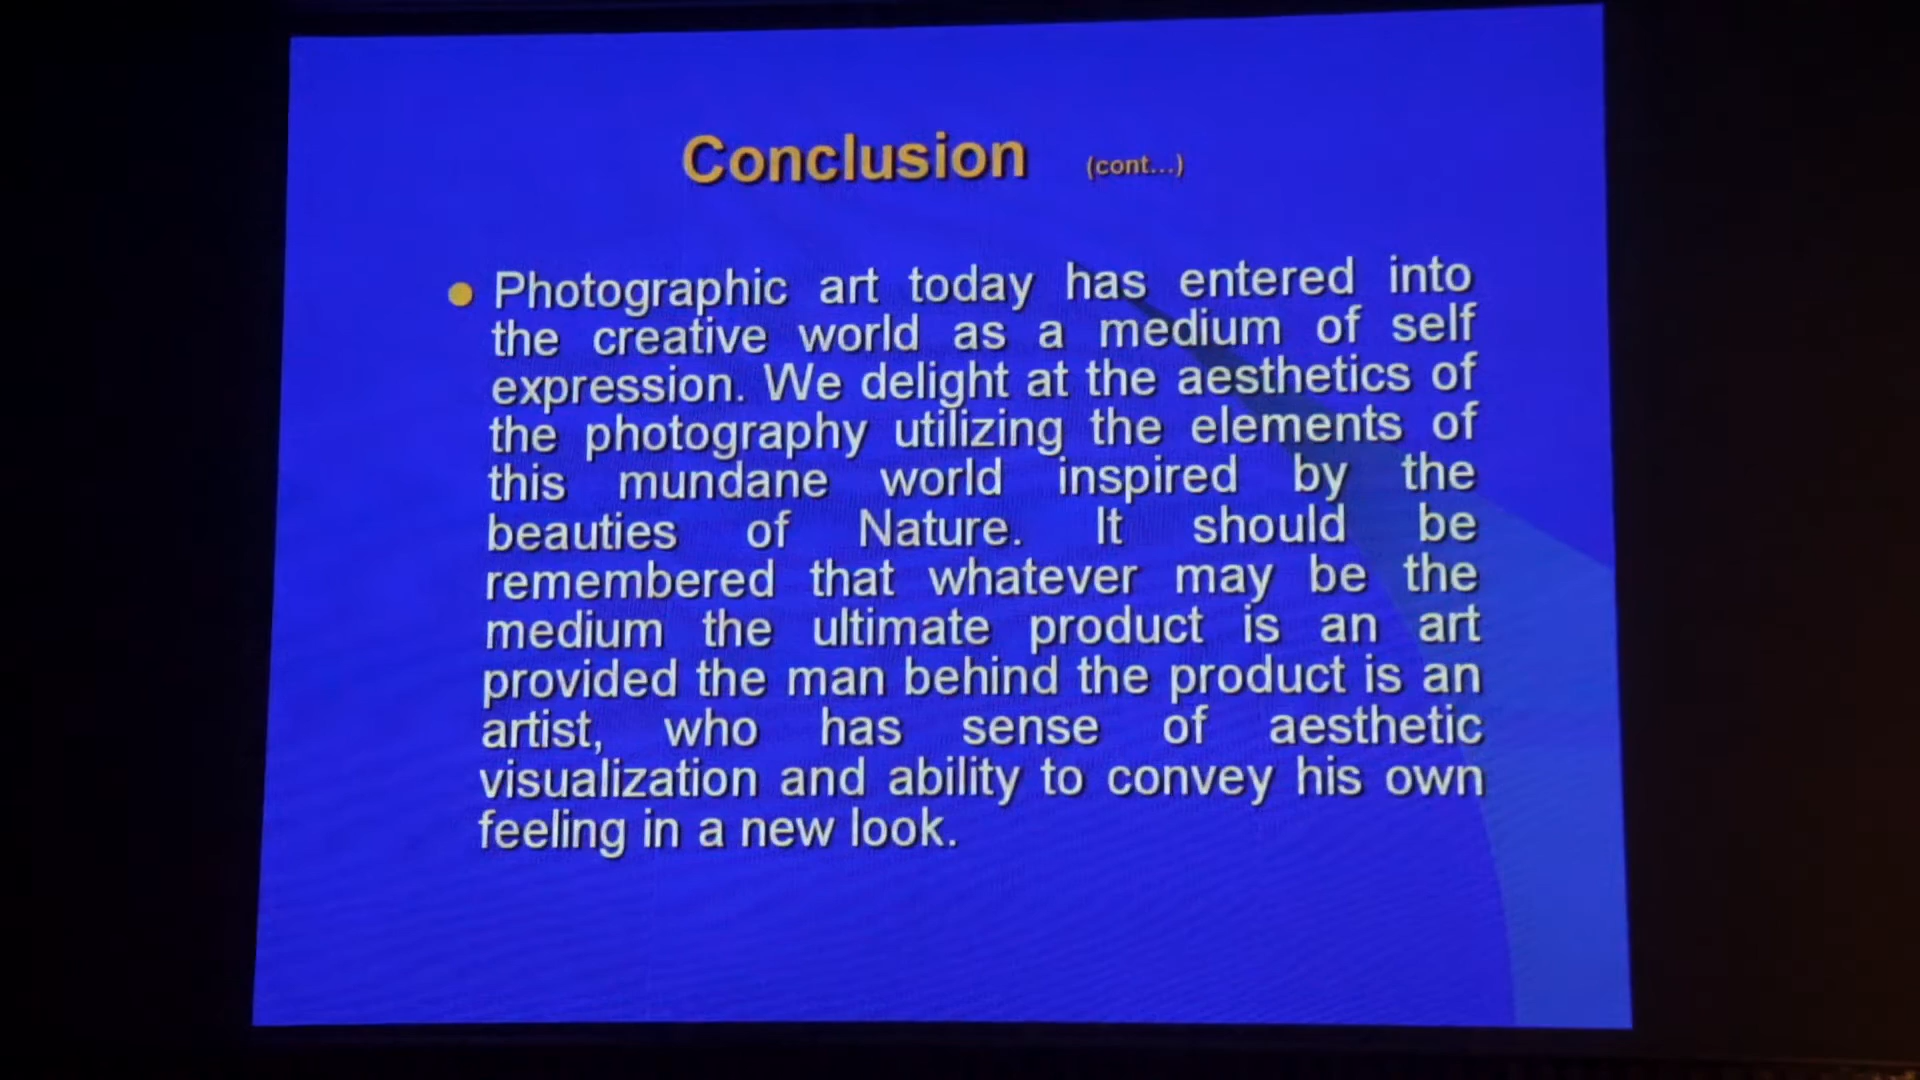 Conclusion (cont...)
Photographic art today has entered into
the creative world as a medium of self
expression. We delight at the aesthetics of
the photography utilizing the elements of
this mundane world inspired by the
beauties of Nature. It should be
remembered that whatever may be the
medium the ultimate product is an art
provided the man behind the product is an
artist, who has sense of aesthetic
visualization and ability to convey his own
feeling in a new look.